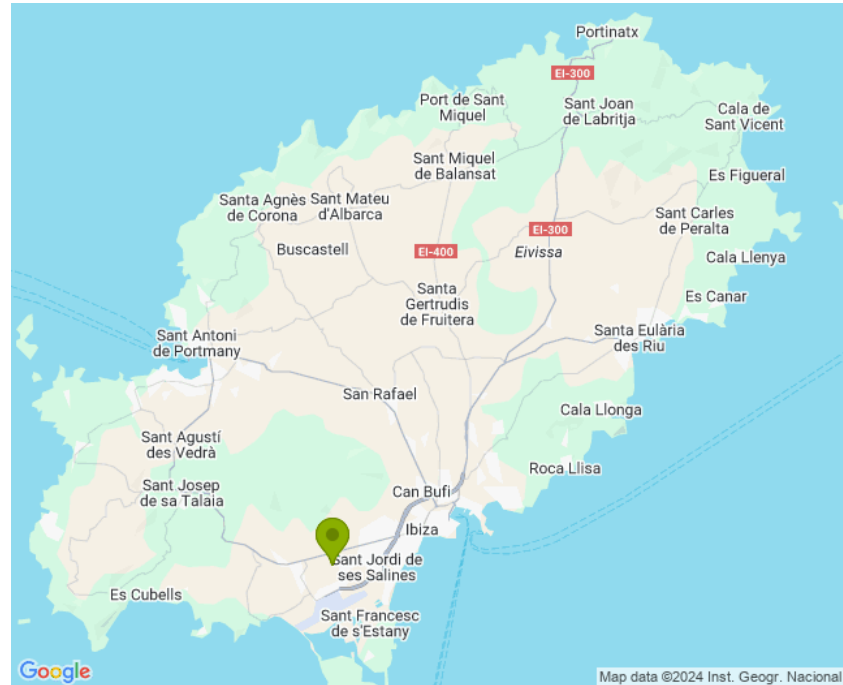 Portinatx
EI-300
Port de Sant
Miquel
Sant Joan
de Labritja
Cala de
Sant Vicent
Sant Miquel
de Balansat
Es Figueral
Santa Agnès
de Corona
Sant Mateu
d'Albarca
Sant Carles
de Peralta
EI-300
Buscastell
EI-400
Eivissa
Cala Llenya
Santa
Gertrudis
de Fruitera
Es Canar
Sant Antoni
de Portmany
Santa Eulària
des Riu
San Rafael
Cala Llonga
Sant Agustí
des Vedrà
Roca Llisa
Sant Josep
de sa Talaia
Can Bufí
Ibiza
Sant Jordi de
ses Salines
Es Cubells
Sant Francesc
de s'Estany
Google
Map data ©2024 Inst. Geogr. Nacional